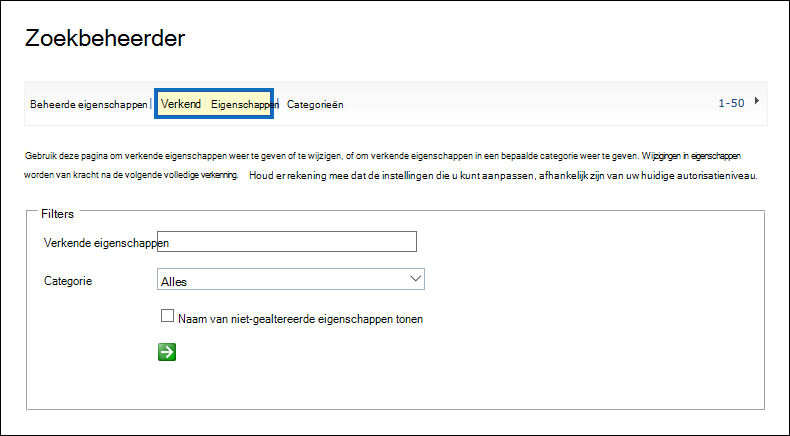 Zoekbeheerder
Beheerde eigenschappen | Verkend Eigenschappen | Categorieën 1-50
Gebruik deze pagina om verkende eigenschappen weer te geven of te wijzigen, of om verkende eigenschappen in een bepaalde categorie weer te geven. Wijzigingen in eigenschappen
worden van kracht na de volgende volledige verkenning. Houd er rekening mee dat de instellingen die u kunt aanpassen, afhankelijk zijn van uw huidige autorisatieniveau.
Filters
Verkende eigenschappen
Categorie Alles
Naam van niet-gealtereerde eigenschappen tonen